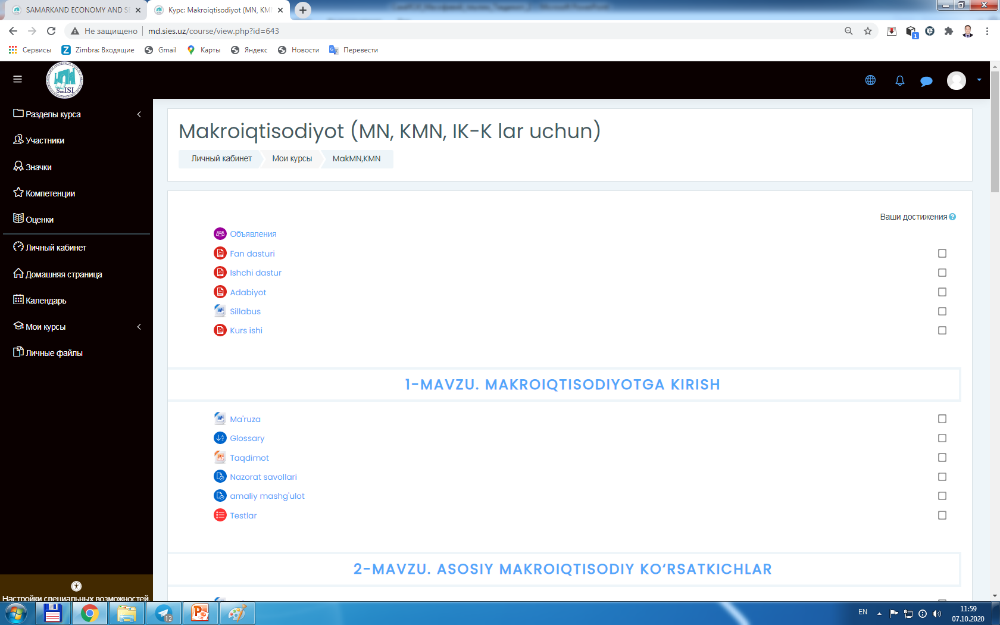 SAMARKAND ECONOMY AND SE
Курс: Makroiqtisodiyot (MN, KMN
Не защищено
md.sies.uz/course/view.php?id=643
1
Сервисы
Zimbra: Входящие
Gmail
Карты
Яндекс
Новости
Перевести
SamISI
Разделы курса
Участники
Значки
Компетенции
Оценки
Личный кабинет
Домашняя страница
Календарь
Мои курсы
Личные файлы
Настройки специальных возможностей
Makroiqtisodiyot (MN, KMN, IK-K lar uchun)
Личный кабинет
Мои курсы
MakMN,KMN
Ваши достижения
Объявления
Fan dasturi
Ishchi dastur
Adabiyot
Sillabus
Kurs ishi
1-MAVZU. MAKROIQTISODIYOTGA KIRISH
Ma'ruza
Glossary
Taqdimot
Nazorat savollari
amaliy mashg'ulot
Testlar
2-MAVZU. ASOSIY MAKROIQTISODIY KO‘RSATKICHLAR
12
EN
11:59
07.10.2020